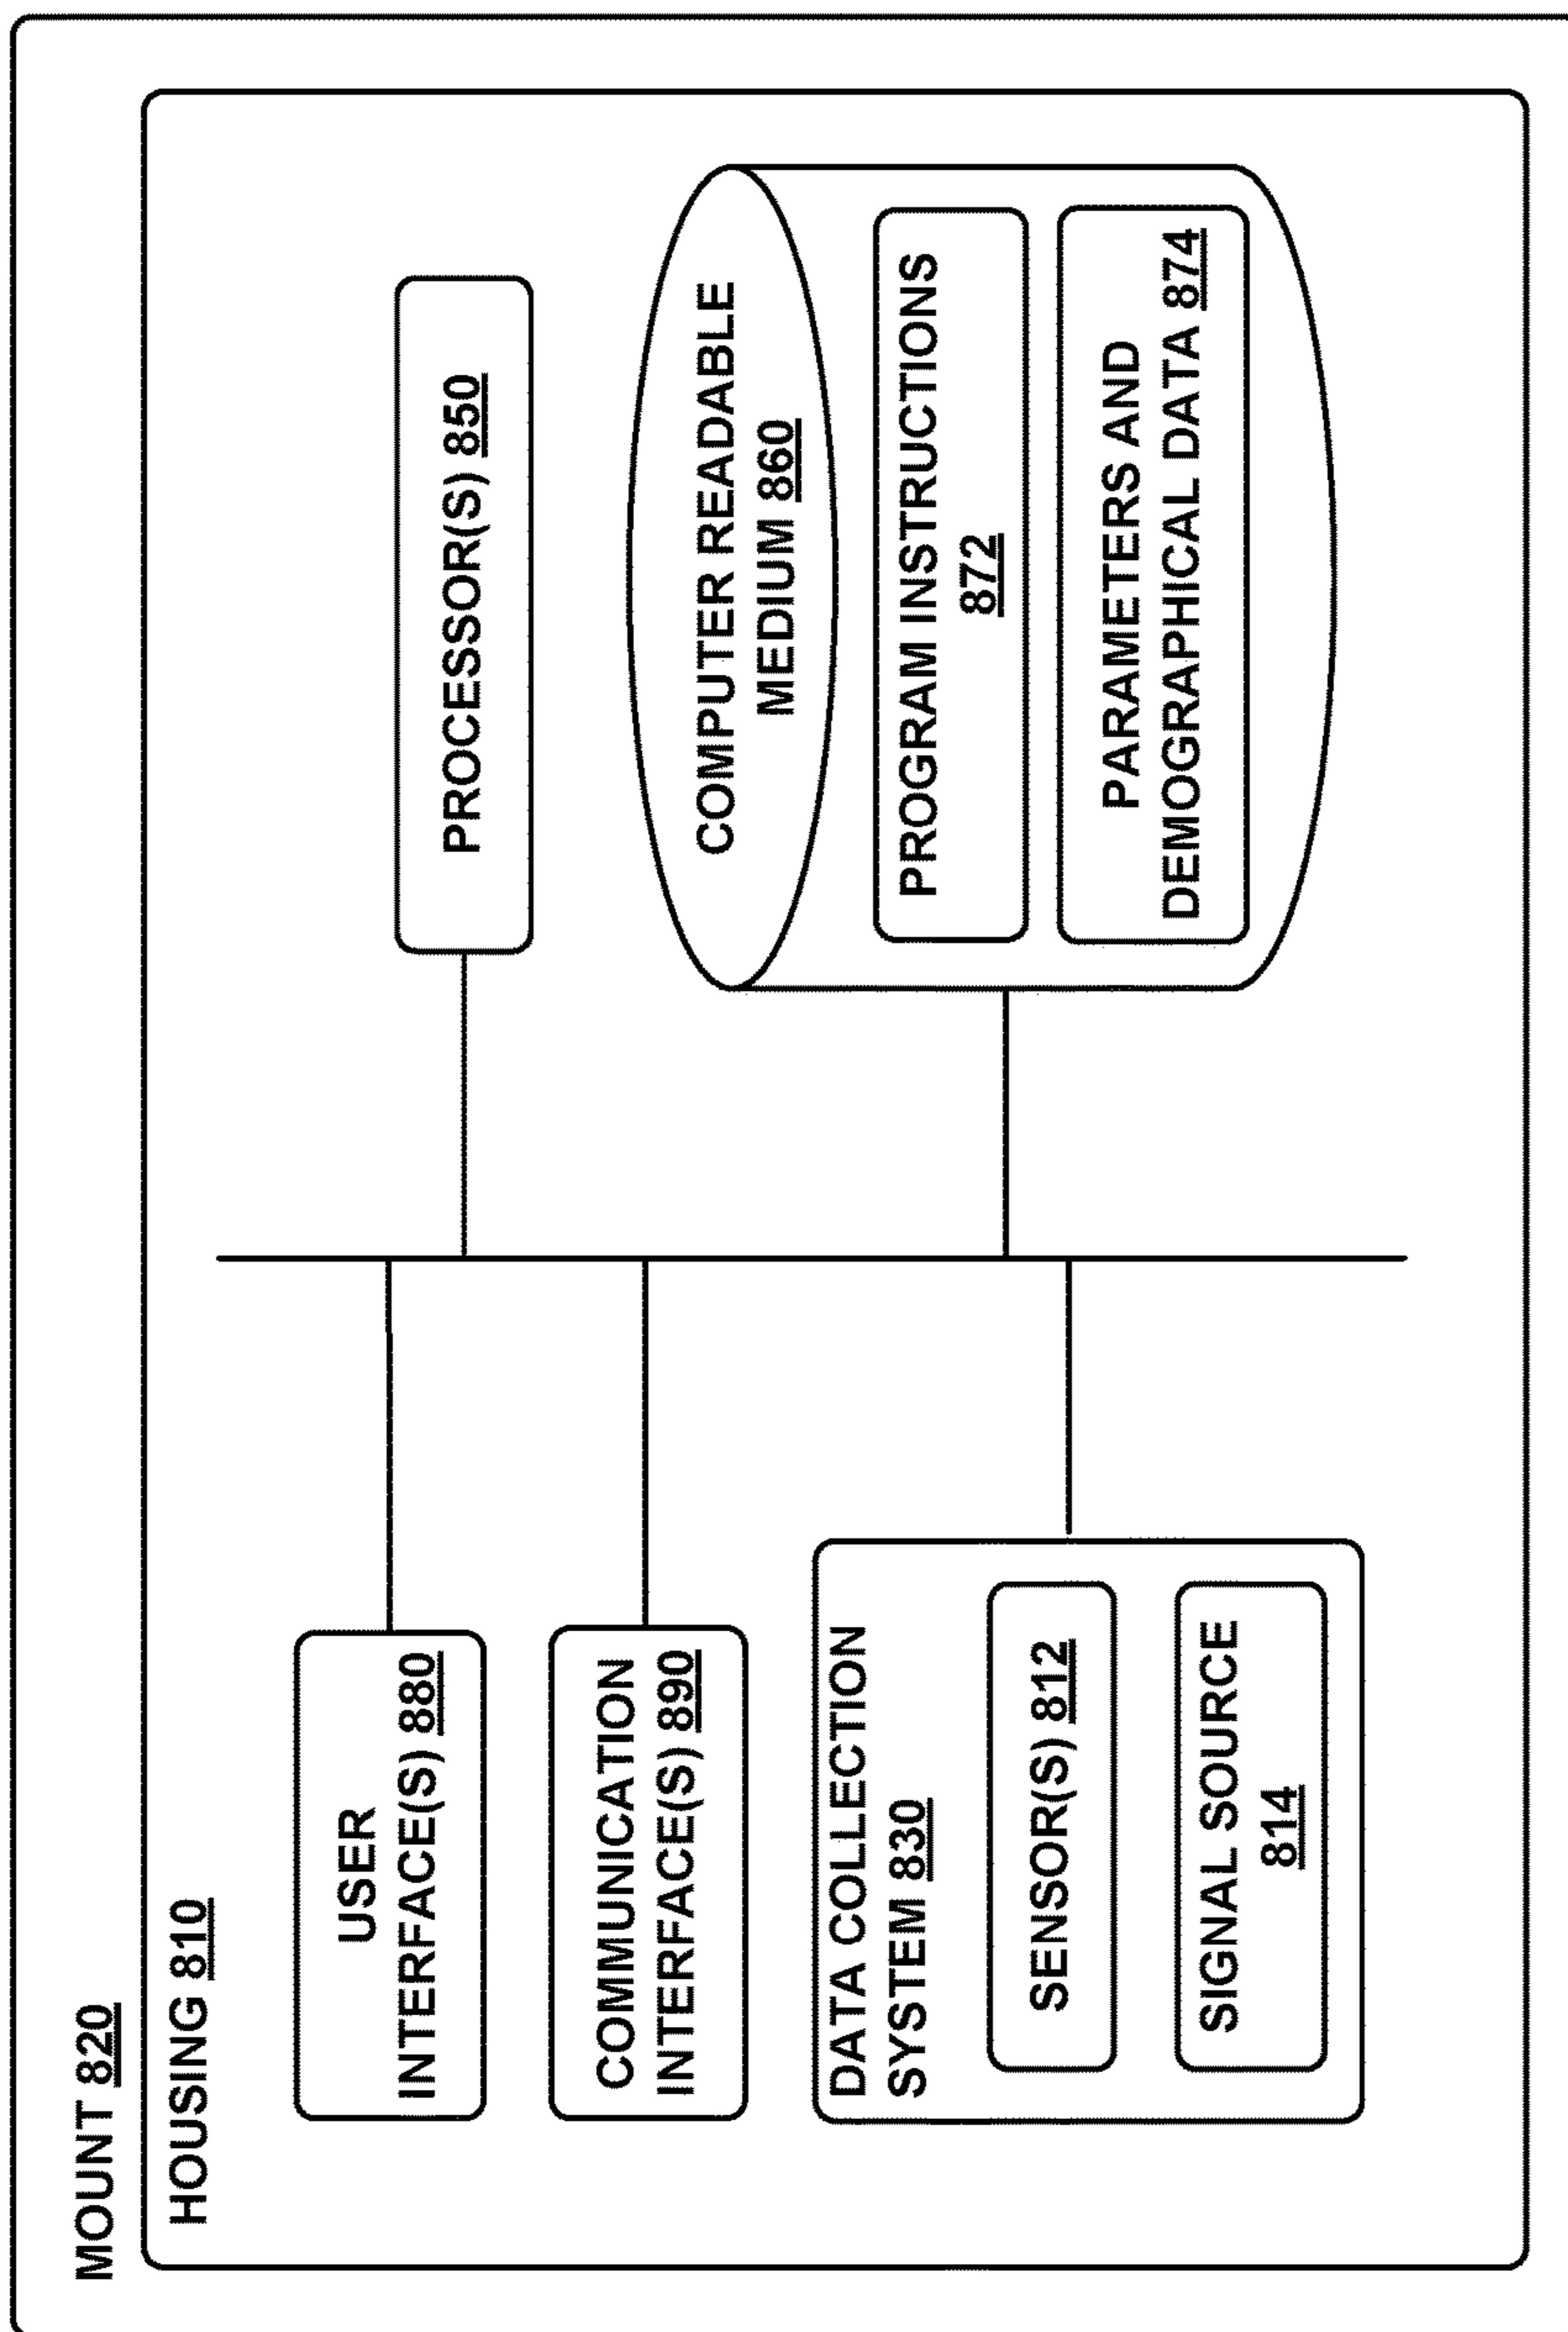 MOUNT 820
HOUSING 810
USER
INTERFACE(S) 880
COMMUNICATION
INTERFACE(S) 890
DATA COLLECTION
SYSTEM 830
SENSOR(S) 812
SIGNAL SOURCE
814
PROCESSOR(S) 850
COMPUTER READABLE
MEDIUM 860
PROGRAM INSTRUCTIONS
872
PARAMETERS AND
DEMOGRAPHICAL DATA 874